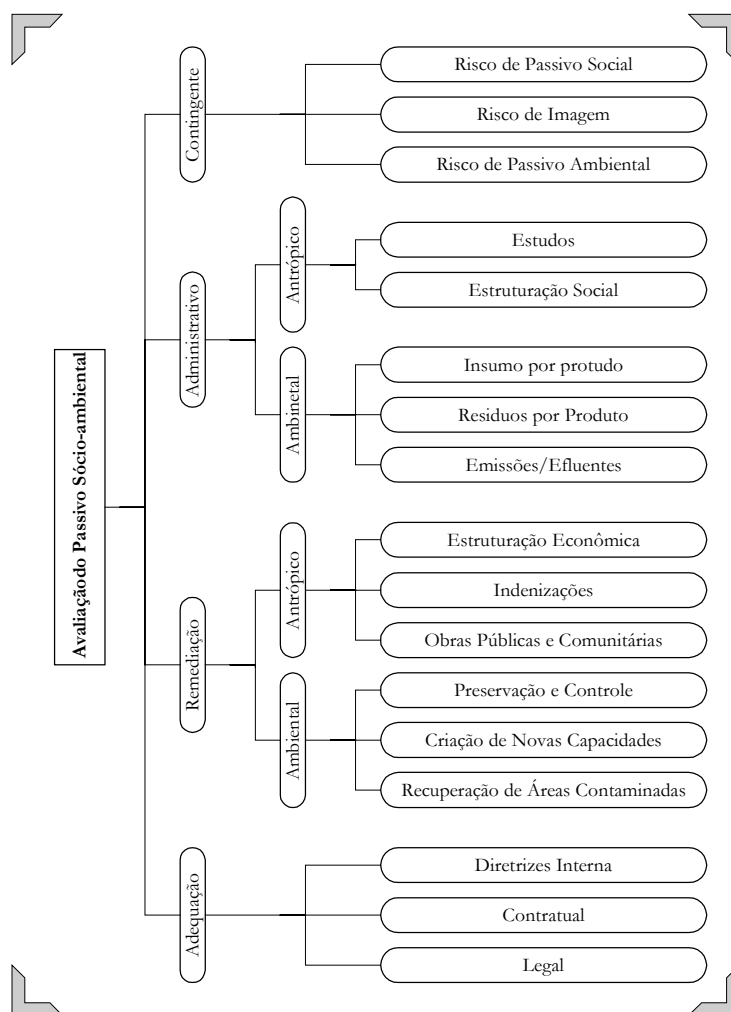 Avaliaçãodo Passivo Sócio-ambiental
Contingente
Risco de Passivo Social
Risco de Imagem
Risco de Passivo Ambiental
Administrativo
Antrópico
Estudos
Estruturação Social
Ambinetal
Insumo por protudo
Residuos por Produto
Emissões/Efluentes
Remediação
Antrópico
Estruturação Econômica
Indenizações
Obras Públicas e Comunitárias
Ambiental
Preservação e Controle
Criação de Novas Capacidades
Recuperação de Áreas Contaminadas
Adequação
Diretrizes Interna
Contratual
Legal